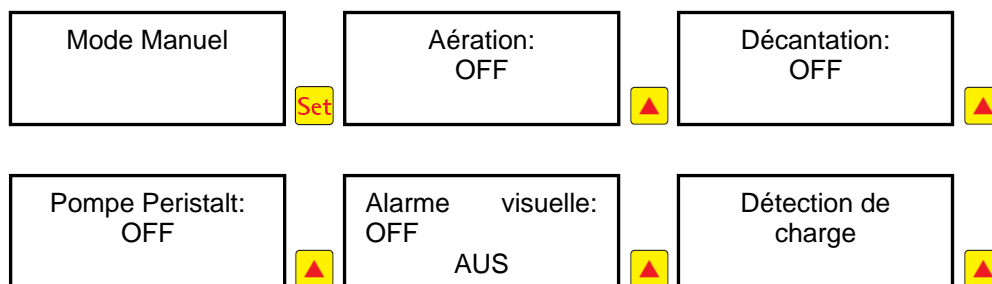 Mode Manuel
Set
Aération:
OFF
Décantation:
OFF
Pompe Peristalt:
OFF
Alarme visuelle:
OFF
AUS
Détection de
charge